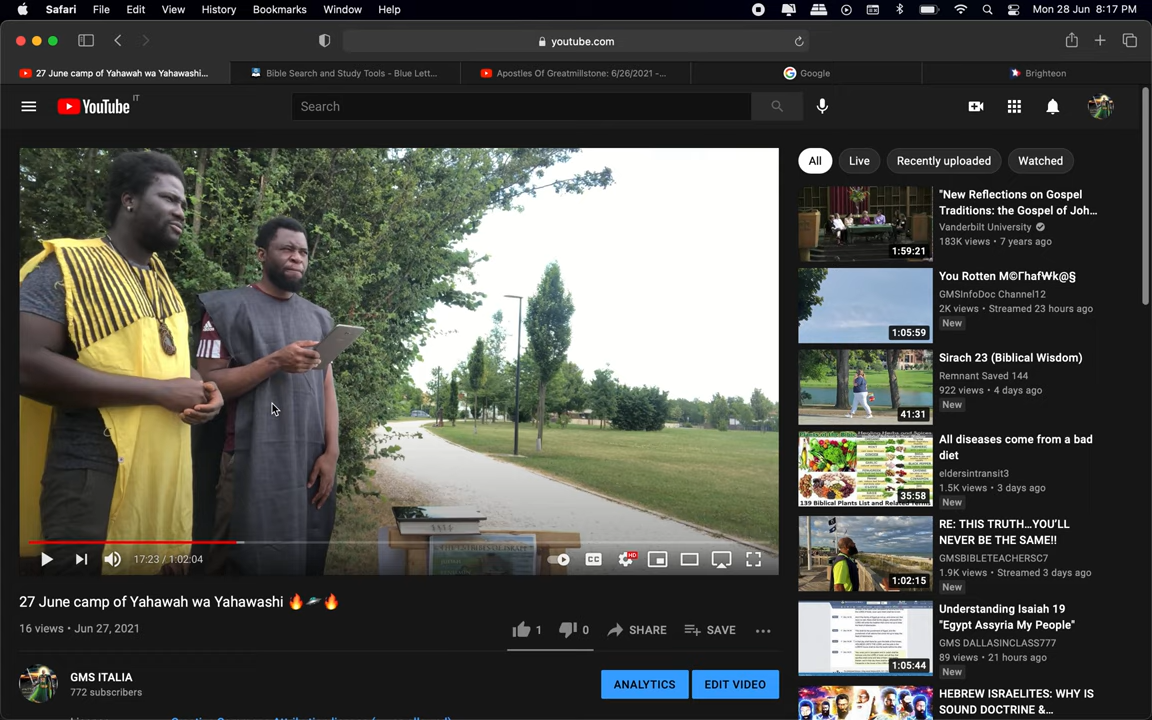 Safari File Edit View History Bookmarks Window Help Mon 28 Jun 8:17 PM
youtube.com
27 June camp of Yahawah wa Yahawashi... Bible Search and Study Tools - Blue Lett... Apostles Of Greatmillstone: 6/26/2021 -... Google Brighteon
YouTube IT Search
All Live Recently uploaded Watched
"New Reflections on Gospel
Traditions: the Gospel of Joh...
Vanderbilt University
183K views • 7 years ago
1:59:21
You Rotten M©ΓhafꟆk@§
GMSInfoDoc Channel12
2K views • Streamed 23 hours ago
New
1:05:59
Sirach 23 (Biblical Wisdom)
Remnant Saved 144
922 views • 4 days ago
New
41:31
All diseases come from a bad
diet
eldersintransit3
1.5K views • 3 days ago
New
35:58
139 Biblical Plants List and Related
RE: THIS TRUTH...YOU'LL
NEVER BE THE SAME!!
GMSBIBLETEACHERSC7
1.9K views • Streamed 3 days ago
New
1:02:15
Understanding Isaiah 19
"Egypt Assyria My People"
GMS DALLASINCLASS777
89 views • 21 hours ago
New
1:05:44
HEBREW ISRAELITES: WHY IS
SOUND DOCTRINE &...
17:23 / 1:02:04 CC HD
27 June camp of Yahawah wa Yahawashi 🔥🛩️🔥
16 views • Jun 27, 2021
1 0 SHARE SAVE
GMS ITALIA
772 subscribers
ANALYTICS EDIT VIDEO